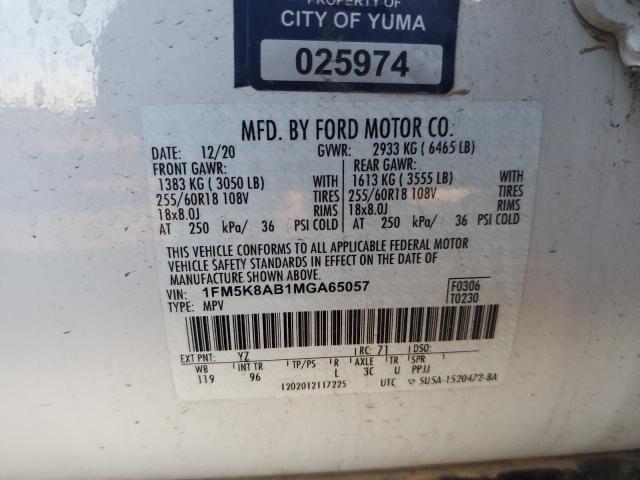 PROPERTY OF
CITY OF YUMA
025974
MFD. BY FORD MOTOR CO.
DATE: 12/20 GVWR: 2933 KG ( 6465 LB)
FRONT GAWR: REAR GAWR:
1383 KG ( 3050 LB) WITH 1613 KG ( 3555 LB) WITH
255/60R18 108V TIRES 255/60R18 108V TIRES
18x8.0J RIMS 18x8.0J RIMS
AT 250 kPa/ 36 PSI COLD AT 250 kPa/ 36 PSI COLD
THIS VEHICLE CONFORMS TO ALL APPLICABLE FEDERAL MOTOR
VEHICLE SAFETY STANDARDS IN EFFECT ON THE DATE OF
MANUFACTURE SHOWN ABOVE.
VIN: 1FM5K8AB1MGA65057 F0306
TYPE: MPV T0230
EXT PNT: YZ RC: 71 DSO:
WB INT TR TP/PS R AXLE TR SPR
119 96 L 3C U PPJJ
1202012117225 UTC ▽ 5U5A-1520472-BA